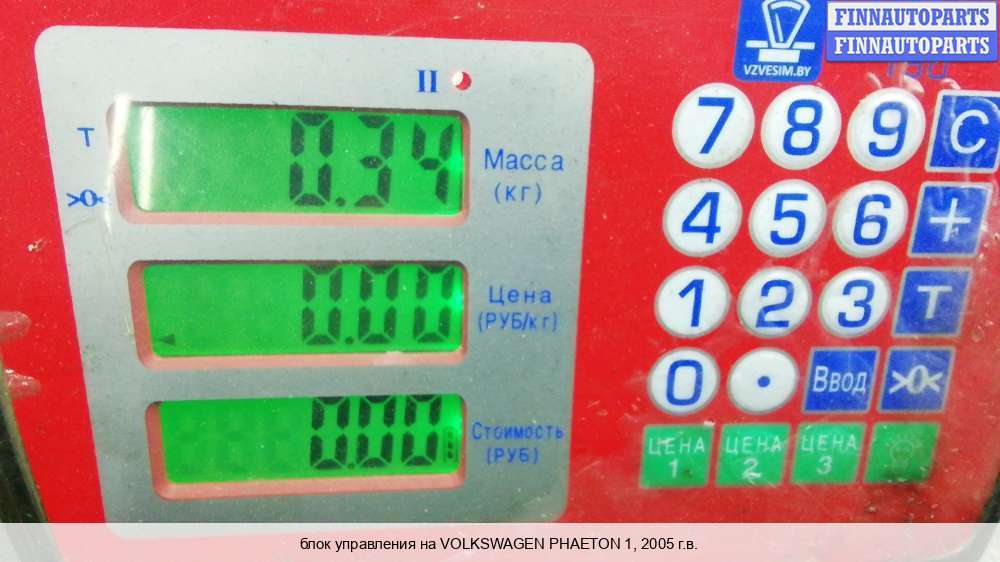 FINNAUTOPARTS
FINNAUTOPARTS
VZVESIM.BY
II
T
0.34
Масса
(кг)
>0<
0.00
Цена
(РУБ/кг)
0.00
Стоимость
(РУБ)
7 8 9 C
4 5 6 +
1 2 3 T
0 . Ввод >0<
ЦЕНА 1
ЦЕНА 2
ЦЕНА 3
блок управления на VOLKSWAGEN PHAETON 1, 2005 г.в.